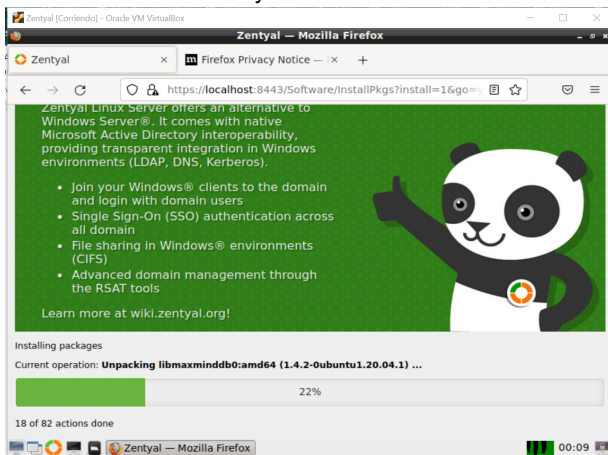 Zentyal [Corriendo] - Oracle VM VirtualBox
Zentyal — Mozilla Firefox
Zentyal
Firefox Privacy Notice —
https://localhost:8443/Software/InstallPkgs?install=1&go=
Zentyal Linux Server offers an alternative to
Windows Server®. It comes with native
Microsoft Active Directory interoperability,
providing transparent integration in Windows
environments (LDAP, DNS, Kerberos).
• Join your Windows® clients to the domain
and login with domain users
• Single Sign-On (SSO) authentication across
all domain
• File sharing in Windows® environments
(CIFS)
• Advanced domain management through
the RSAT tools
Learn more at wiki.zentyal.org!
Installing packages
Current operation: Unpacking libmaxminddb0:amd64 (1.4.2-0ubuntu1.20.04.1) ...
22%
18 of 82 actions done
Zentyal — Mozilla Firefox
00:09